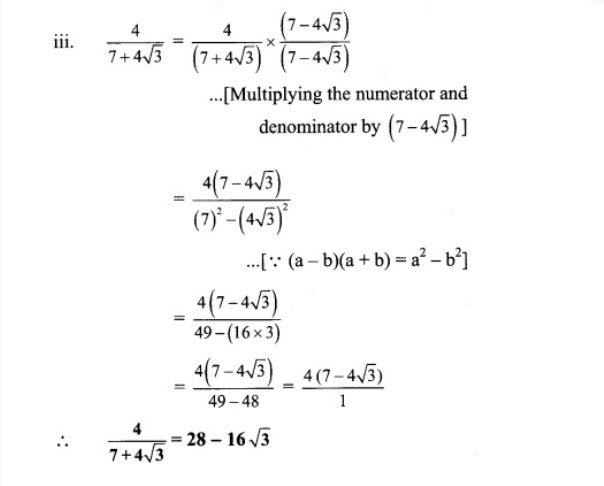 iii. 4/(7+4√3) = 4/(7+4√3) × (7−4√3)/(7−4√3)
...[Multiplying the numerator and
denominator by (7−4√3)]
= 4(7−4√3)/((7)²−(4√3)²)
...[∵ (a – b)(a + b) = a² – b²]
= 4(7−4√3)/(49−(16×3))
= 4(7−4√3)/(49−48) = 4(7−4√3)/1
∴ 4/(7+4√3) = 28 – 16√3